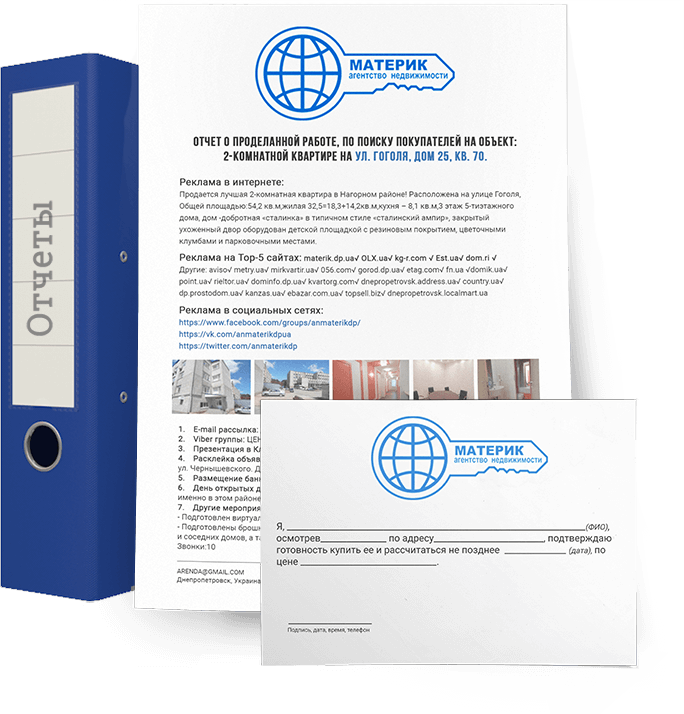 Отчеты
МАТЕРИК
агентство недвижимости
ОТЧЕТ О ПРОДЕЛАННОЙ РАБОТЕ, ПО ПОИСКУ ПОКУПАТЕЛЕЙ НА ОБЪЕКТ:
2-КОМНАТНОЙ КВАРТИРЕ НА УЛ. ГОГОЛЯ, ДОМ 25, КВ. 70.
Реклама в интернете:
Продается лучшая 2-комнатная квартира в Нагорном районе! Расположена на улице Гоголя,
Общей площадью:54,2 кв.м,жилая 32,5=18,3+14,2кв.м,кухня – 8,1 кв.м,3 этаж 5-тиэтажного
дома, дом -добротная «сталинка» в типичном стиле «сталинский ампир», закрытый
ухоженный двор оборудован детской площадкой с резиновым покрытием, цветочными
клумбами и парковочными местами.
Реклама на Top-5 сайтах: materik.dp.ua√ OLX.ua√ kg-r.com √ Est.ua√ dom.ri √
Другие: aviso√ metry.ua√ mirkvartir.ua√ 056.com√ gorod.dp.ua√ etag.com√ fn.ua √domik.ua√
point.ua√ rieltor.ua√ dominfo.dp.ua√ kvartorg.com√ dnepropetrovsk.address.ua√ country.ua√
dp.prostodom.ua√ kanzas.ua√ ebazar.com.ua√ topsell.biz√ dnepropetrovsk.localmart.ua
Реклама в социальных сетях:
https://www.facebook.com/groups/anmaterikdp/
https://vk.com/anmaterikdpua
https://twitter.com/anmaterikdp
1. E-mail рассылка:
2. Viber группы: ЦЕН
3. Презентация в Ка
4. Расклейка объяв
ул. Чернышевского. Д
5. Размещение бан
6. День открытых д
именно в этом районе
7. Другие мероприя
- Подготовлен виртуал
- Подготовлены брош
и соседних домов, а та
Звонки:10
ARENDA@GMAIL.COM
Днепропетровск, Украина
МАТЕРИК
агентство недвижимости
Я, (ФИО),
осмотрев по адресу , подтверждаю
готовность купить ее и рассчитаться не позднее (дата), по
цене .
Подпись, дата, время, телефон